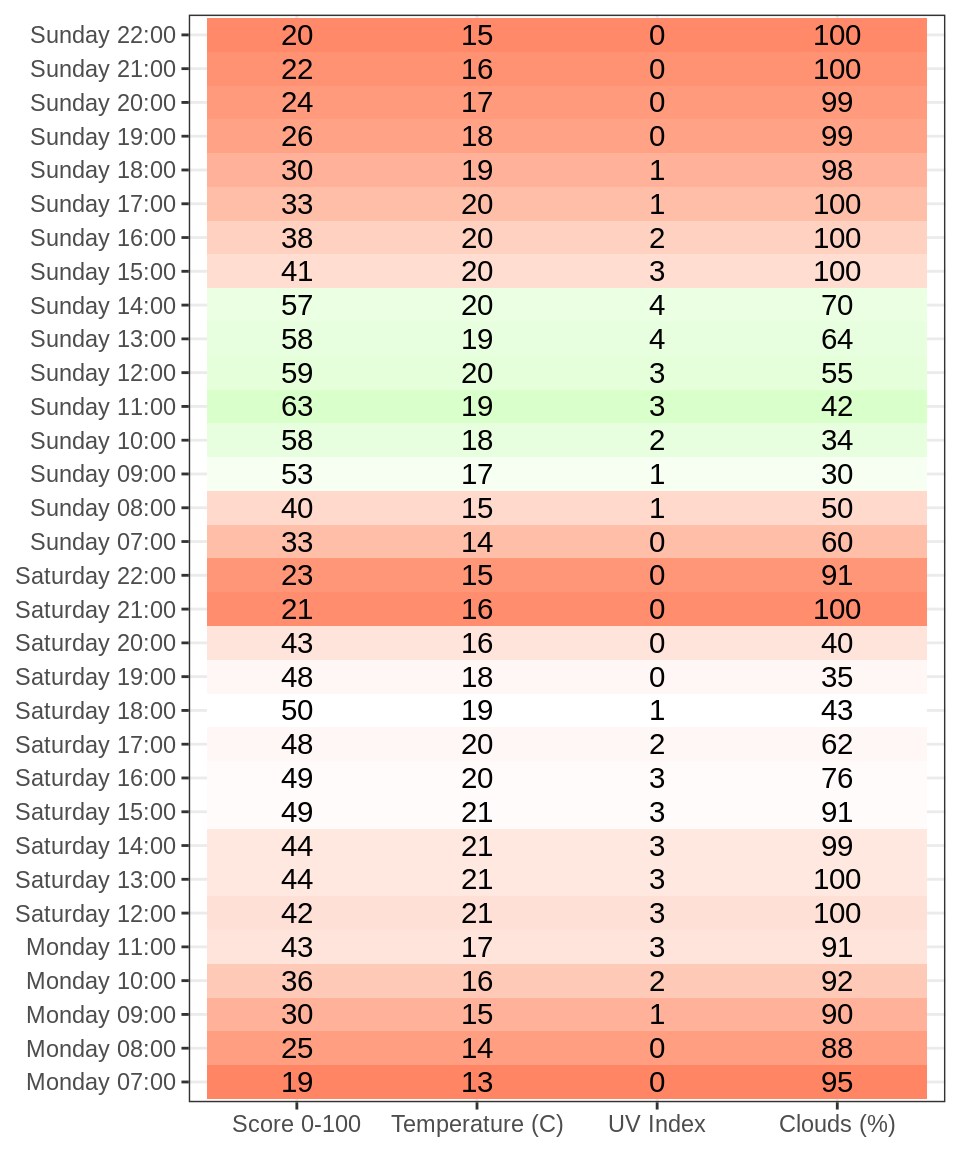 Sunday 22:00 20 15 0 100
Sunday 21:00 22 16 0 100
Sunday 20:00 24 17 0 99
Sunday 19:00 26 18 0 99
Sunday 18:00 30 19 1 98
Sunday 17:00 33 20 1 100
Sunday 16:00 38 20 2 100
Sunday 15:00 41 20 3 100
Sunday 14:00 57 20 4 70
Sunday 13:00 58 19 4 64
Sunday 12:00 59 20 3 55
Sunday 11:00 63 19 3 42
Sunday 10:00 58 18 2 34
Sunday 09:00 53 17 1 30
Sunday 08:00 40 15 1 50
Sunday 07:00 33 14 0 60
Saturday 22:00 23 15 0 91
Saturday 21:00 21 16 0 100
Saturday 20:00 43 16 0 40
Saturday 19:00 48 18 0 35
Saturday 18:00 50 19 1 43
Saturday 17:00 48 20 2 62
Saturday 16:00 49 20 3 76
Saturday 15:00 49 21 3 91
Saturday 14:00 44 21 3 99
Saturday 13:00 44 21 3 100
Saturday 12:00 42 21 3 100
Monday 11:00 43 17 3 91
Monday 10:00 36 16 2 92
Monday 09:00 30 15 1 90
Monday 08:00 25 14 0 88
Monday 07:00 19 13 0 95
Score 0-100 Temperature (C) UV Index Clouds (%)